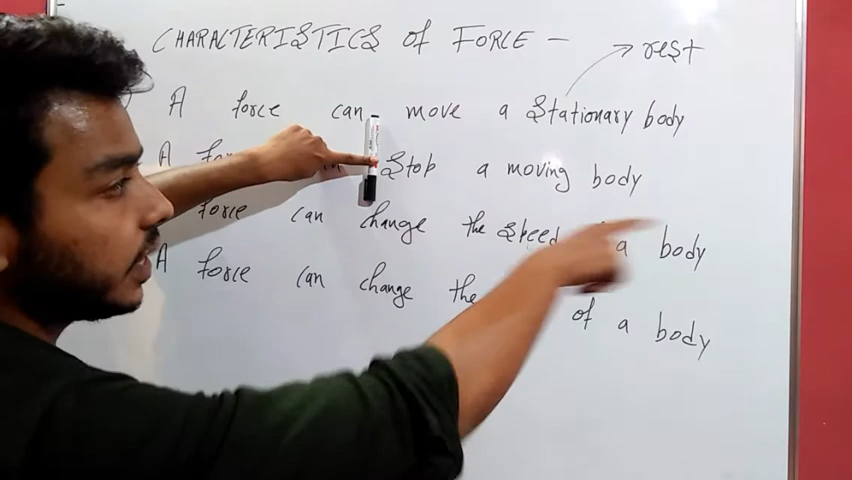 CHARACTERISTICS of FORCE -
rest
A force can move a Stationary body
A Stop a moving body
force can change the Speed a body
A force can change the of a body